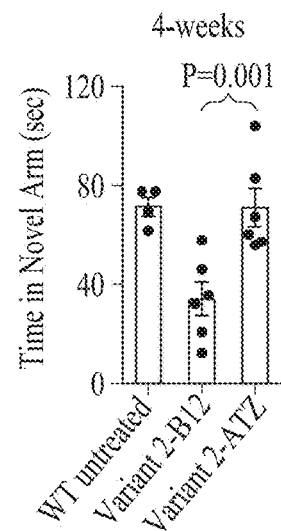 4-weeks
P=0.001
Time in Novel Arm (sec)
120
80
40
0
WT untreated
Variant 2-B12
Variant 2-ATZ